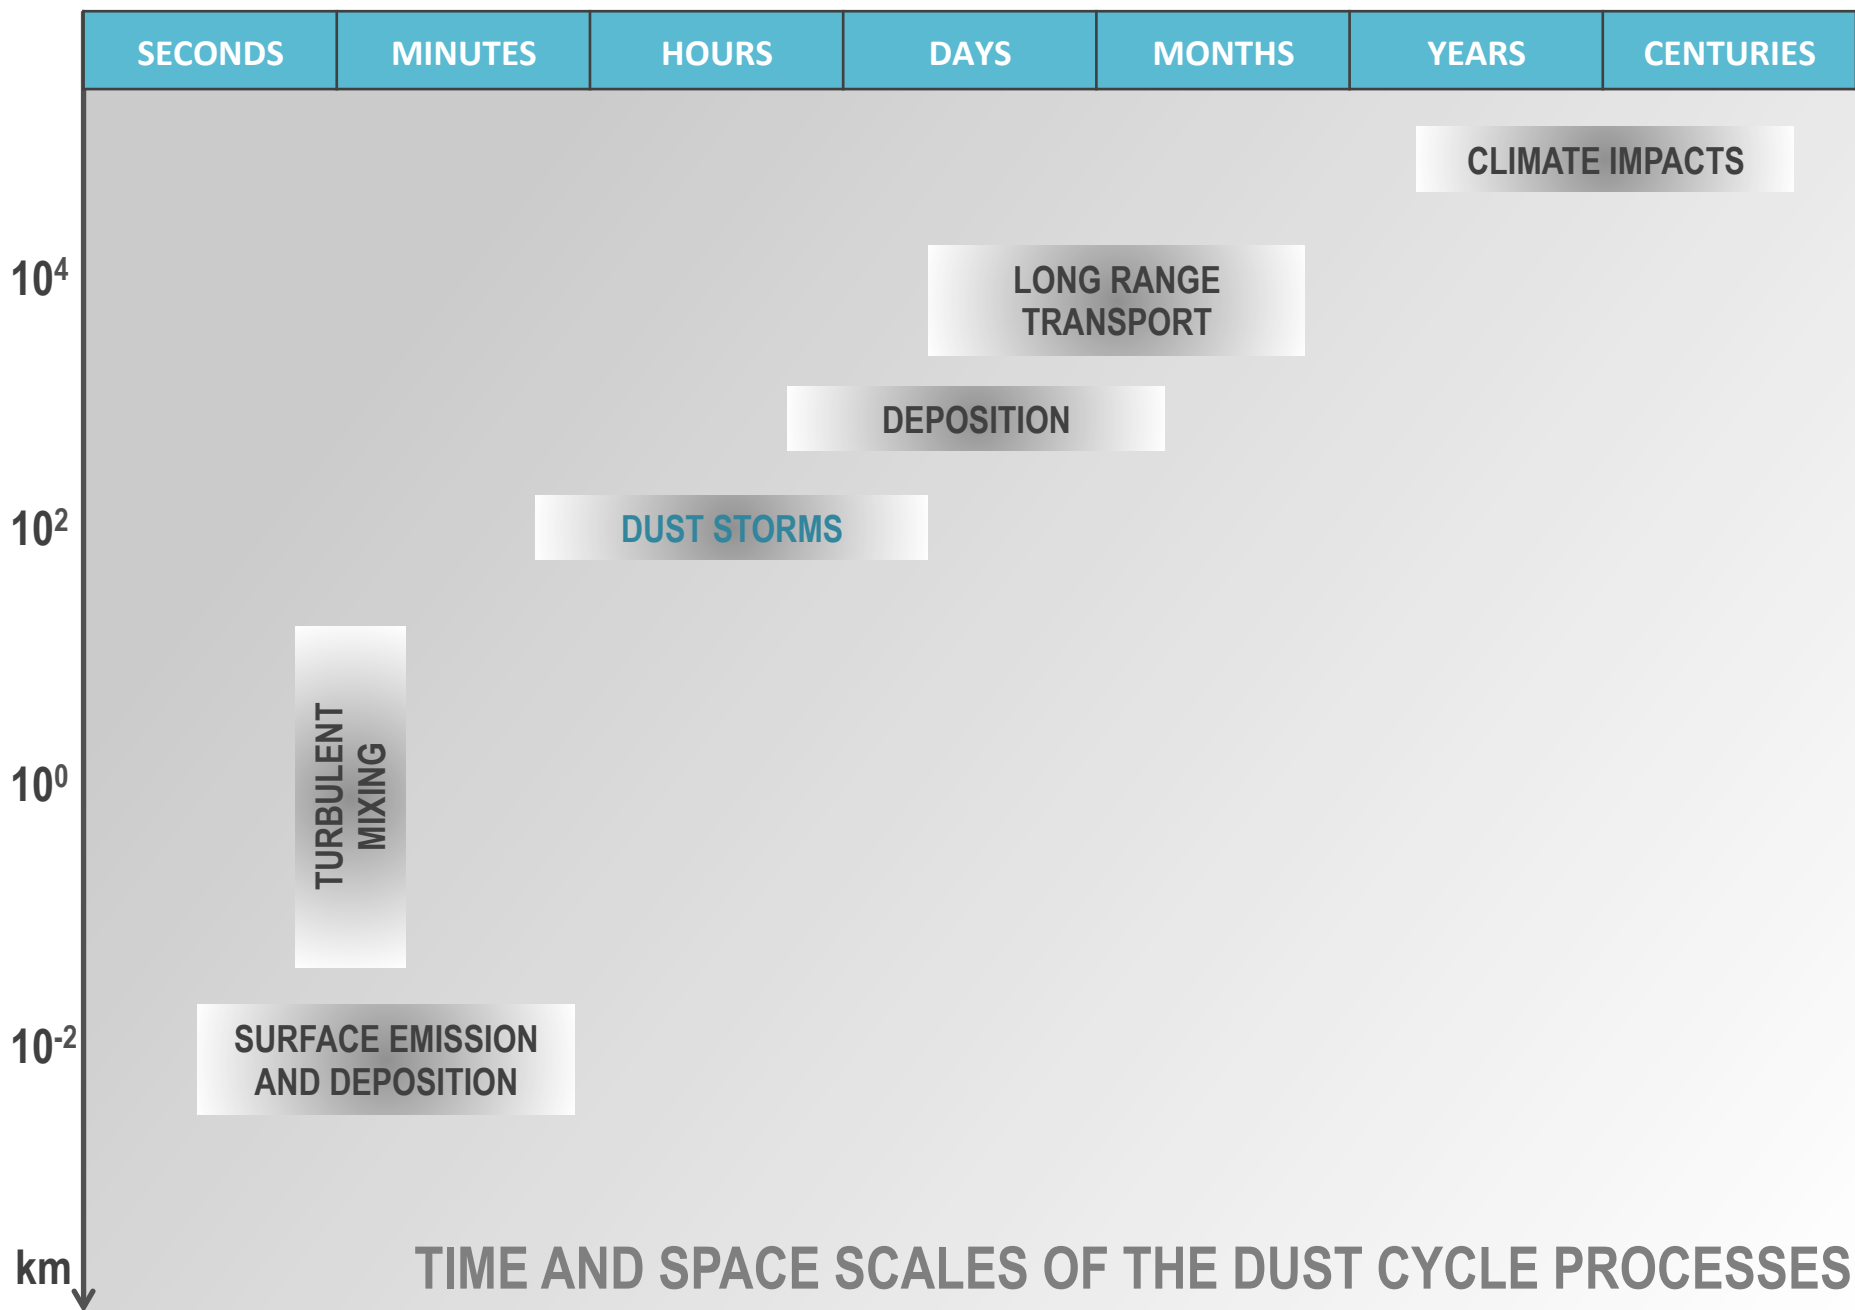 SECONDS MINUTES HOURS DAYS MONTHS YEARS CENTURIES
CLIMATE IMPACTS
10⁴
LONG RANGE
TRANSPORT
DEPOSITION
10²
DUST STORMS
TURBULENT
MIXING
10⁰
10⁻²
SURFACE EMISSION
AND DEPOSITION
km
TIME AND SPACE SCALES OF THE DUST CYCLE PROCESSES